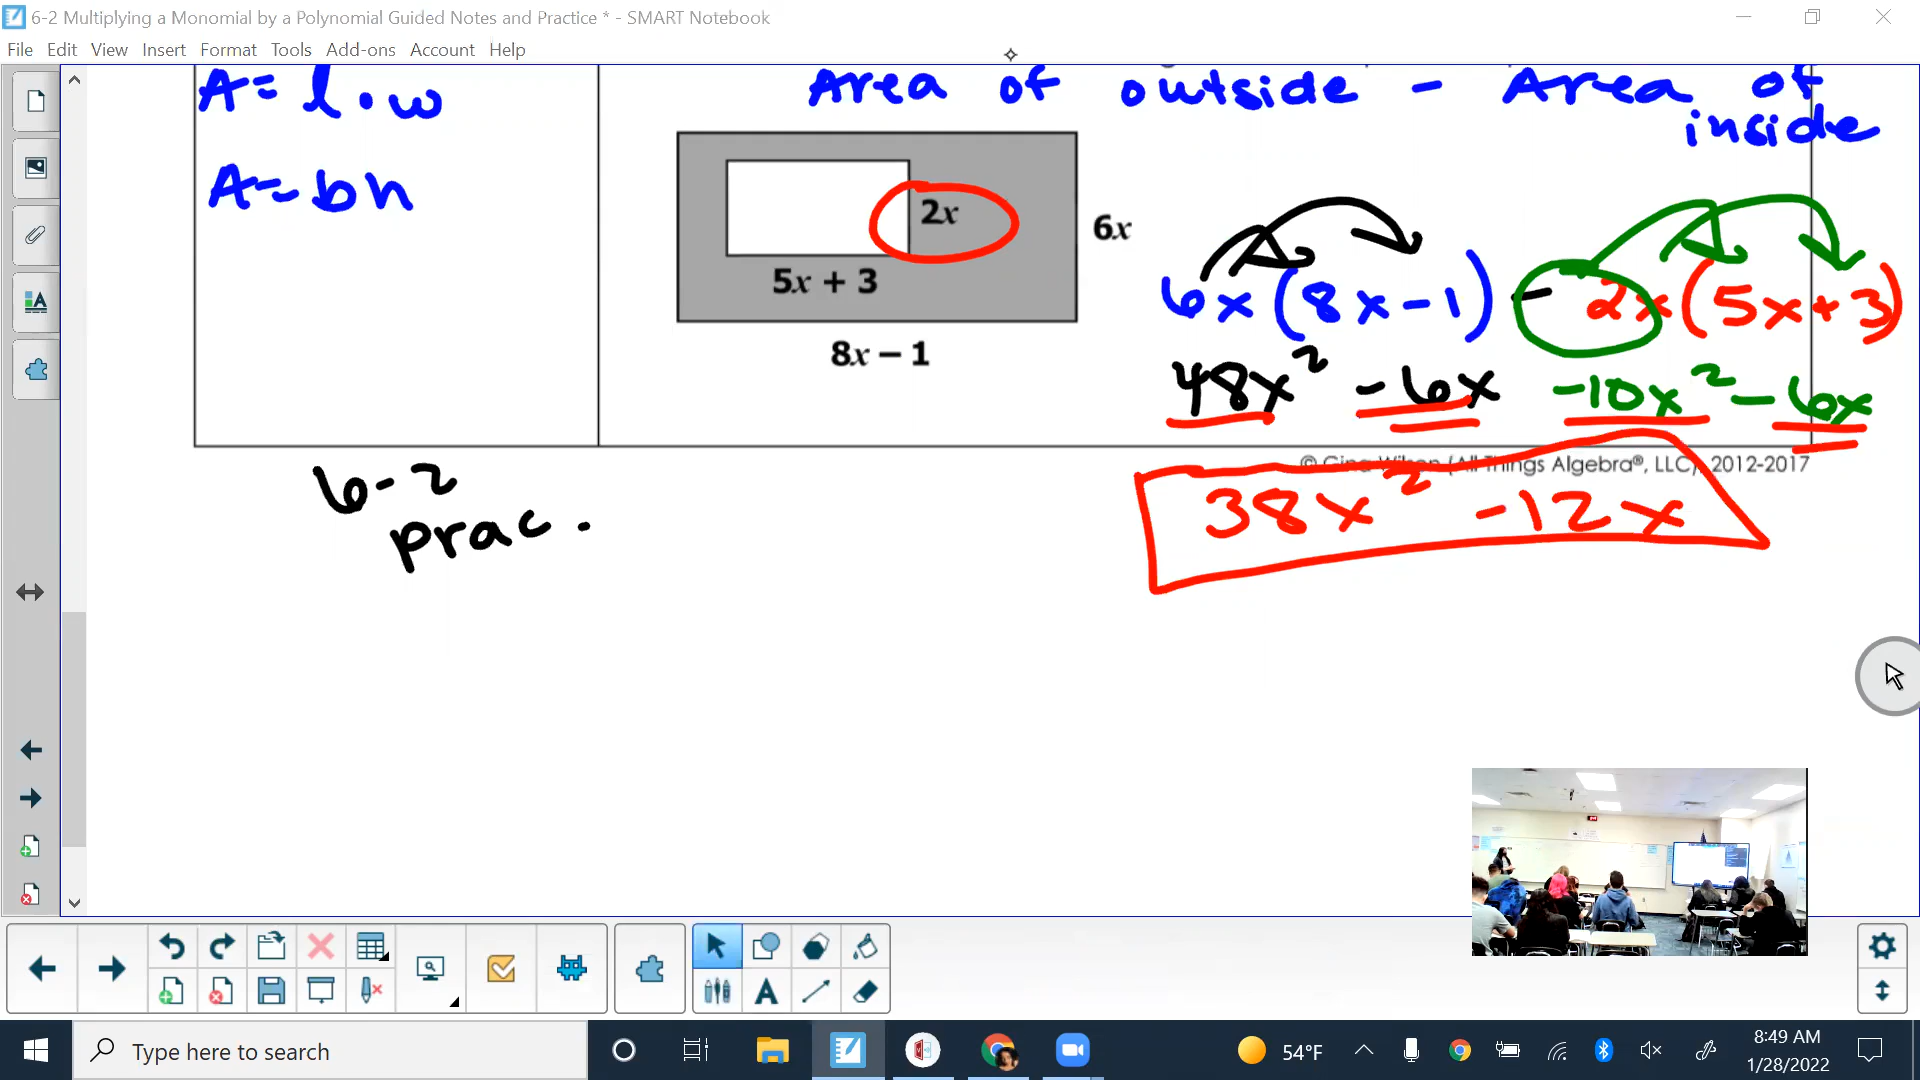 6-2 Multiplying a Monomial by a Polynomial Guided Notes and Practice * - SMART Notebook
File Edit View Insert Format Tools Add-ons Account Help
A = l · w
Area of outside - Area of
inside
A = bh
2x
6x
5x + 3
8x – 1
6x (8x - 1) - 2x (5x + 3)
48x² - 6x -10x² - 6x
© Gina Wilson (All Things Algebra®, LLC), 2012-2017
38x² - 12x
6-2
prac.
Type here to search
54°F
8:49 AM
1/28/2022